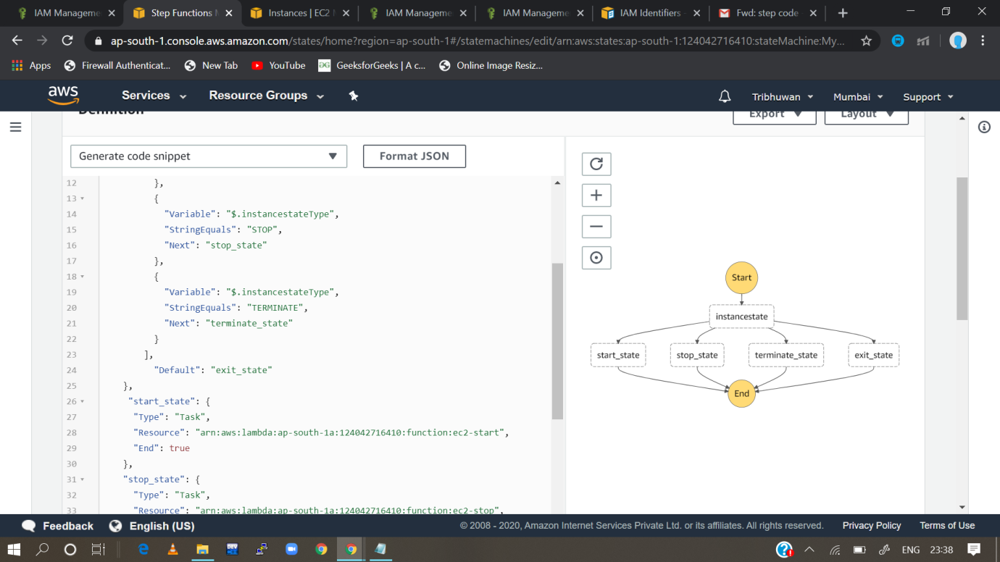 IAM Manageme
Step Functions M
Instances | EC2 M
IAM Manageme
IAM Manageme
IAM Identifiers
Fwd: step code
ap-south-1.console.aws.amazon.com/states/home?region=ap-south-1#/statemachines/edit/arn:aws:states:ap-south-1:124042716410:stateMachine:My...
Apps
Firewall Authenticat...
New Tab
YouTube
GeeksforGeeks | A c...
Online Image Resiz...
aws
Services
Resource Groups
Tribhuwan
Mumbai
Support
Definition
Export
Layout
Generate code snippet
Format JSON
12 },
13 {
14 "Variable": "$.instancestateType",
15 "StringEquals": "STOP",
16 "Next": "stop_state"
17 },
18 {
19 "Variable": "$.instancestateType",
20 "StringEquals": "TERMINATE",
21 "Next": "terminate_state"
22 }
23 ],
24 "Default": "exit_state"
25 },
26 "start_state": {
27 "Type": "Task",
28 "Resource": "arn:aws:lambda:ap-south-1a:124042716410:function:ec2-start",
29 "End": true
30 },
31 "stop_state": {
32 "Type": "Task",
33 "Resource": "arn:aws:lambda:ap-south-1a:124042716410:function:ec2-stop",
Start
instancestate
start_state
stop_state
terminate_state
exit_state
End
Feedback
English (US)
© 2008 - 2020, Amazon Internet Services Private Ltd. or its affiliates. All rights reserved.
Privacy Policy
Terms of Use
DEV
ENG
23:38